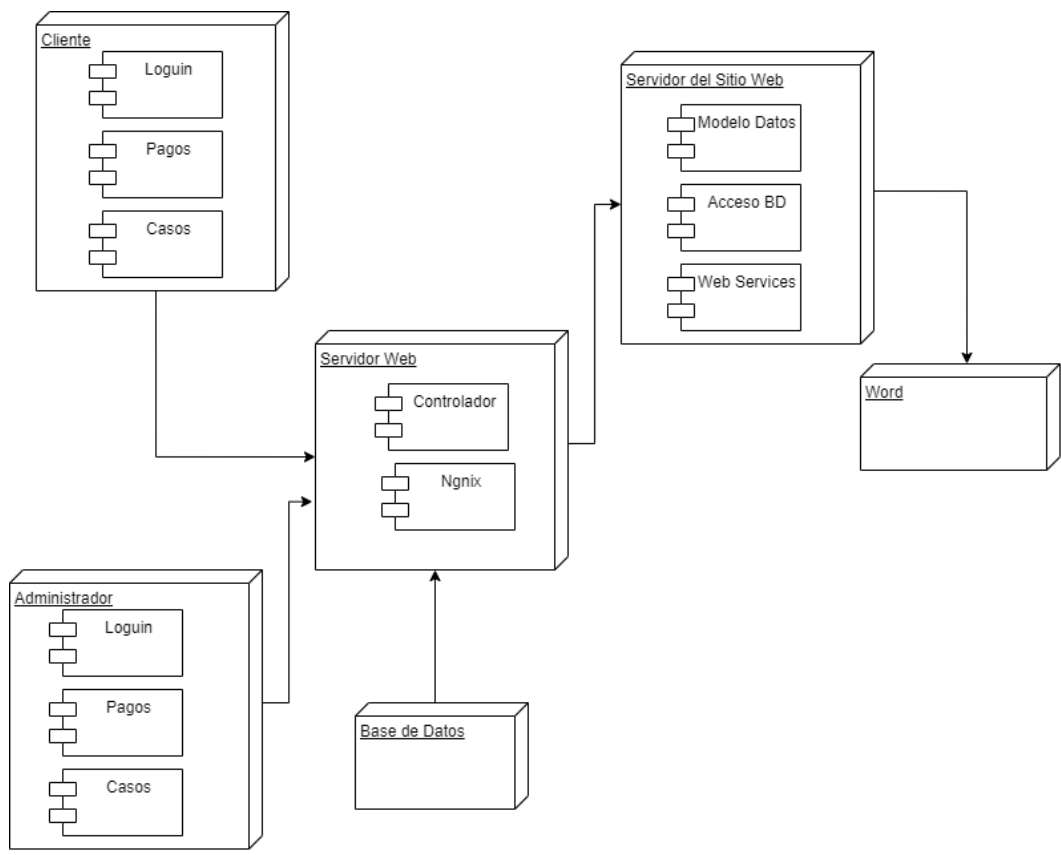 Cliente
Loguin
Pagos
Casos
Servidor del Sitio Web
Modelo Datos
Acceso BD
Web Services
Servidor Web
Controlador
Ngnix
Word
Administrador
Loguin
Pagos
Casos
Base de Datos